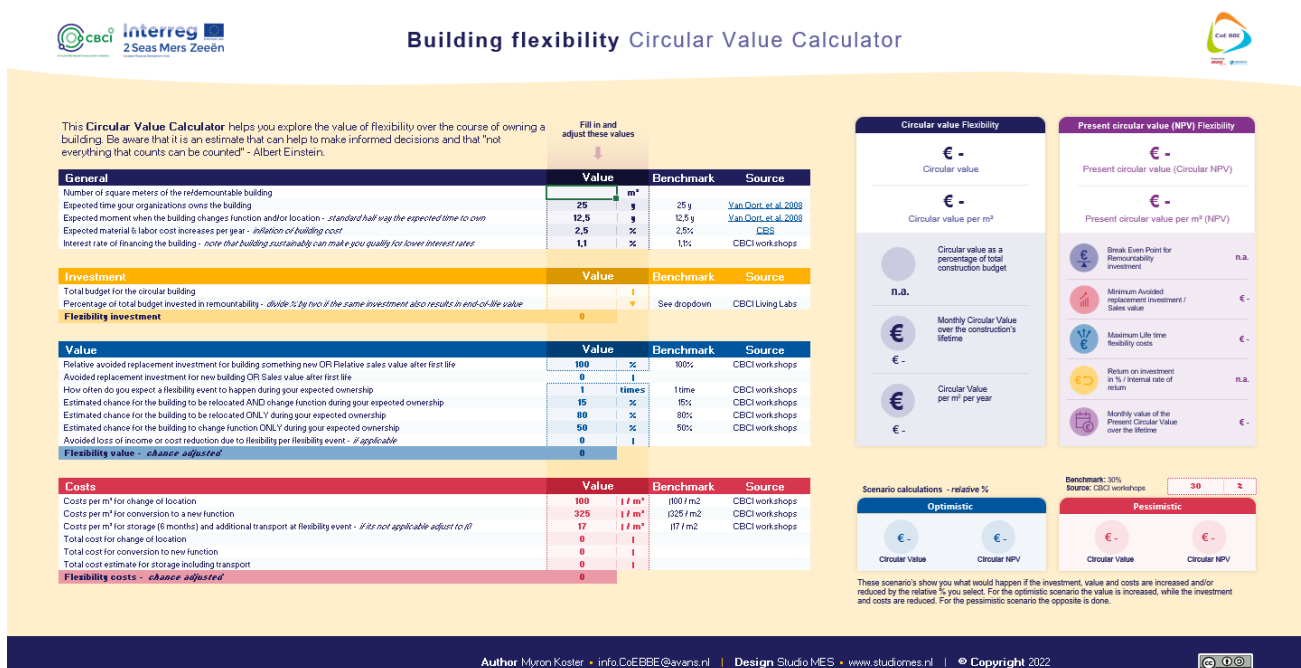 CBCI
Interreg
2 Seas Mers Zeeën
European Regional Development Fund
Building flexibility Circular Value Calculator
CoE BBE
This Circular Value Calculator helps you explore the value of flexibility over the course of owning a
building. Be aware that it is an estimate that can help to make informed decisions and that "not
everything that counts can be counted" - Albert Einstein.
Fill in and
adjust these values
General Value Benchmark Source
Number of square meters of the re/demountable building m²
Expected time your organizations owns the building 25 y 25 y Van Oort, et al, 2008
Expected moment when the building changes function and/or location - standard half way the expected time to own 12,5 y 12,5 y Van Oort, et al, 2008
Expected material & labor cost increases per year - inflation of building cost 2,5 % 2,5% CBS
Interest rate of financing the building - note that building sustainably can make you qualify for lower interest rates 1,1 % 1,1% CBCI workshops
Investment Value Benchmark Source
Total budget for the circular building |
Percentage of total budget invested in remountability - divide % by two if the same investment also results in end-of-life value ▼ See dropdown CBCI Living Labs
Flexibility investment 0
Value Value Benchmark Source
Relative avoided replacement investment for building something new OR Relative sales value after first life 100 % 100% CBCI workshops
Avoided replacement investment for new building OR Sales value after first life 0 |
How often do you expect a flexibility event to happen during your expected ownership 1 times 1 time CBCI workshops
Estimated chance for the building to be relocated AND change function during your expected ownership 15 % 15% CBCI workshops
Estimated chance for the building to be relocated ONLY during your expected ownership 80 % 80% CBCI workshops
Estimated chance for the building to change function ONLY during your expected ownership 50 % 50% CBCI workshops
Avoided loss of income or cost reduction due to flexibility per flexibility event - if applicable 0 |
Flexibility value - chance adjusted 0
Costs Value Benchmark Source
Costs per m² for change of location 100 | / m² |100 / m2 CBCI workshops
Costs per m² for conversion to a new function 325 | / m² |325 / m2 CBCI workshops
Costs per m² for storage (6 months) and additional transport at flexibility event - if its not applicable adjust to |0 17 | / m² |17 / m2 CBCI workshops
Total cost for change of location 0 |
Total cost for conversion to new function 0 |
Total cost estimate for storage including transport 0 |
Flexibility costs - chance adjusted 0
Circular value Flexibility
€ -
Circular value
€ -
Circular value per m²
Circular value as a
percentage of total
construction budget
n.a.
Monthly Circular Value
over the construction's
lifetime
€
€ -
Circular Value
per m² per year
€
€ -
Present circular value (NPV) Flexibility
€ -
Present circular value (Circular NPV)
€ -
Present circular value per m² (NPV)
Break Even Point for
Remountability
investment
n.a.
Minimum Avoided
replacement investment /
Sales value
€ -
Maximum Life time
flexibility costs
€ -
Return on investment
in % / Internal rate of
return
n.a.
Monthly value of the
Present Circular Value
over the lifetime
€ -
Scenario calculations - relative %
Benchmark: 30%
Source: CBCI workshops
30 %
Optimistic
€ - € -
Circular Value Circular NPV
Pessimistic
€ - € -
Circular Value Circular NPV
These scenario's show you what would happen if the investment, value and costs are increased and/or
reduced by the relative % you select. For the optimistic scenario the value is increased, while the investment
and costs are reduced. For the pessimistic scenario the opposite is done.
Author Myron Koster • info.CoEBBE@avans.nl | Design Studio MES • www.studiomes.nl | © Copyright 2022